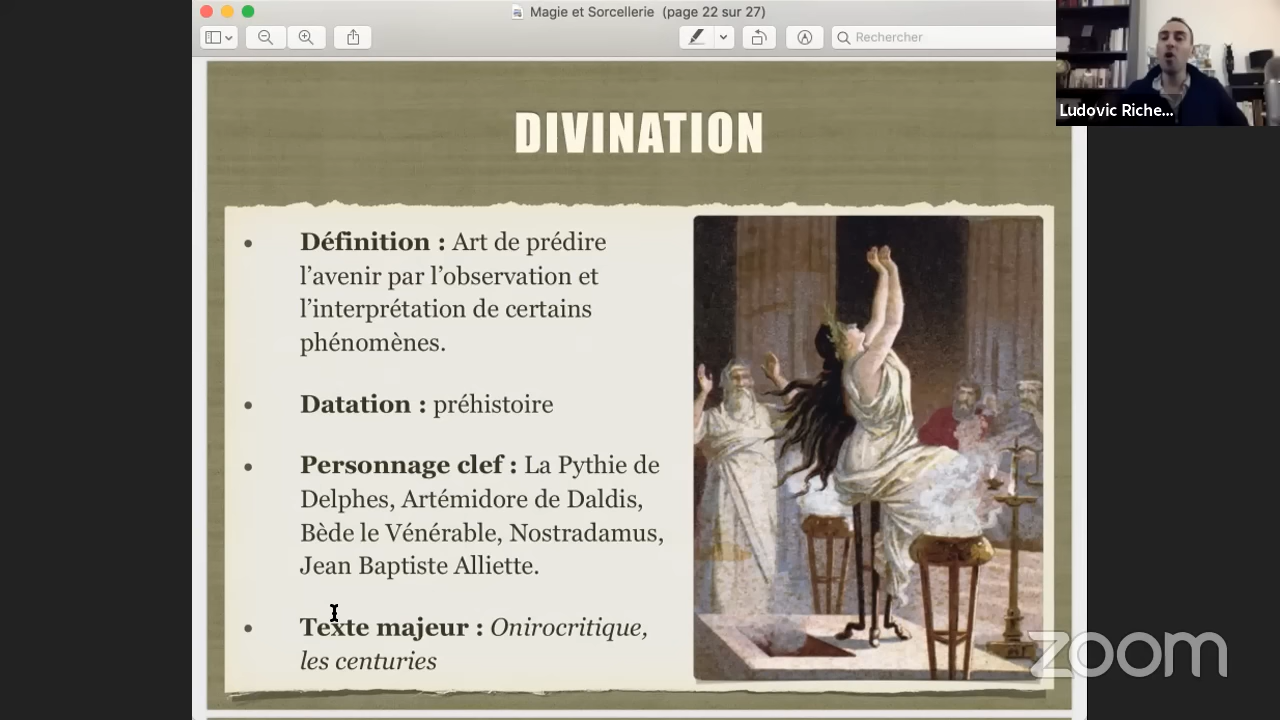 Magie et Sorcellerie (page 22 sur 27)
Rechercher
Ludovic Riche...
DIVINATION
• Définition : Art de prédire
l’avenir par l’observation et
l’interprétation de certains
phénomènes.
• Datation : préhistoire
• Personnage clef : La Pythie de
Delphes, Artémidore de Daldis,
Bède le Vénérable, Nostradamus,
Jean Baptiste Alliette.
• Texte majeur : Onirocritique,
les centuries
zoom